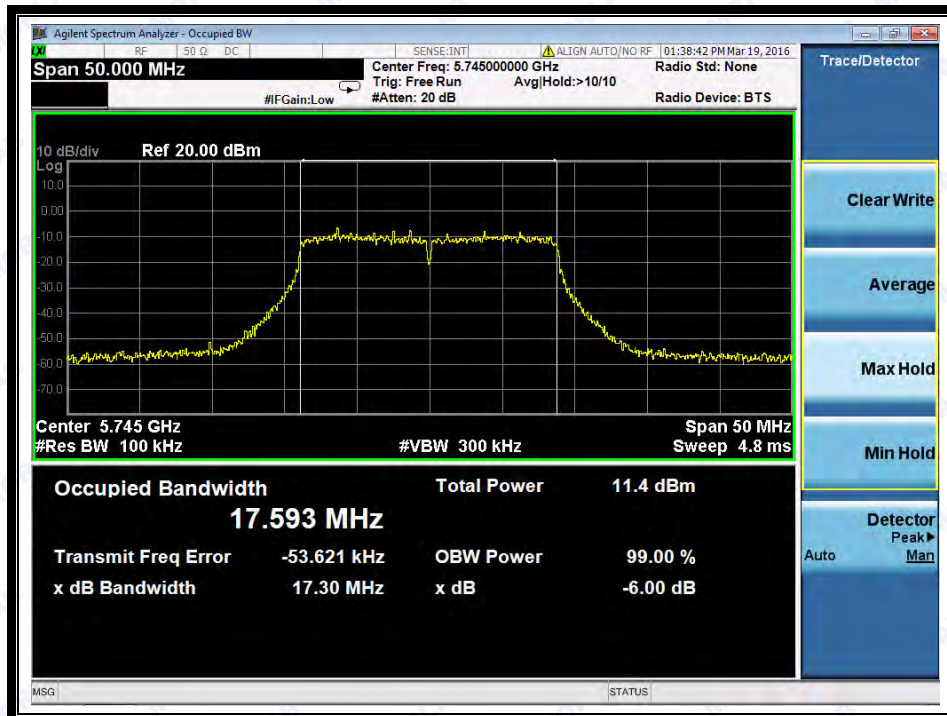 Agilent Spectrum Analyzer - Occupied BW
RF 50 Ω DC SENSE:INT ALIGN AUTO/NO RF 01:38:42 PM Mar 19, 2016
Span 50.000 MHz
Center Freq: 5.745000000 GHz Radio Std: None
Trig: Free Run Avg|Hold:>10/10
#IFGain:Low #Atten: 20 dB Radio Device: BTS
10 dB/div Ref 20.00 dBm
Log
10.0
0.00
-10.0
-20.0
-30.0
-40.0
-50.0
-60.0
-70.0
Center 5.745 GHz Span 50 MHz
#Res BW 100 kHz #VBW 300 kHz Sweep 4.8 ms
Occupied Bandwidth Total Power 11.4 dBm
17.593 MHz
Transmit Freq Error -53.621 kHz OBW Power 99.00 %
x dB Bandwidth 17.30 MHz x dB -6.00 dB
MSG STATUS
Trace/Detector
Clear Write
Average
Max Hold
Min Hold
Detector
Peak▶
Auto Man